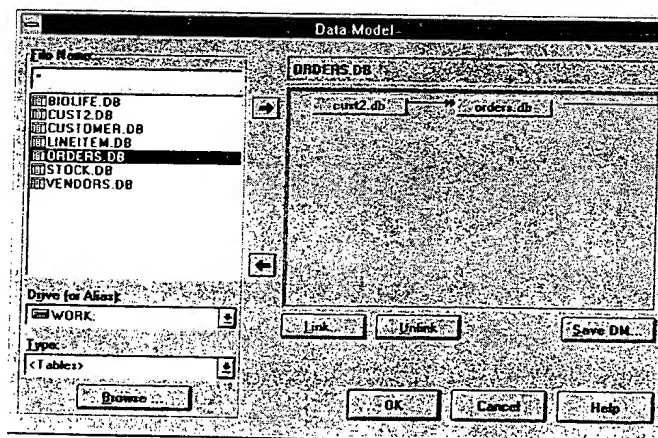 Data Model
File Name:
*
BIOLIFE.DB
CUST2.DB
CUSTOMER.DB
LINEITEM.DB
ORDERS.DB
STOCK.DB
VENDORS.DB
Drive (or Alias):
WORK:
Type:
<Tables>
Browse...
ORDERS.DB
cust2.db
orders.db
Link...
Unlink
Save DM...
OK
Cancel
Help